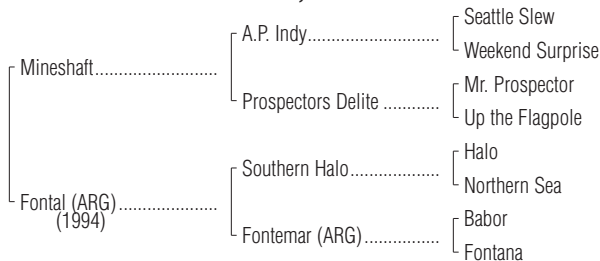 Seattle Slew
A.P. Indy............................
Weekend Surprise
Mineshaft..........................
Mr. Prospector
Prospectors Delite ............
Up the Flagpole
Halo
Southern Halo...................
Northern Sea
Fontal (ARG).....................
(1994)
Babor
Fontemar (ARG)................
Fontana